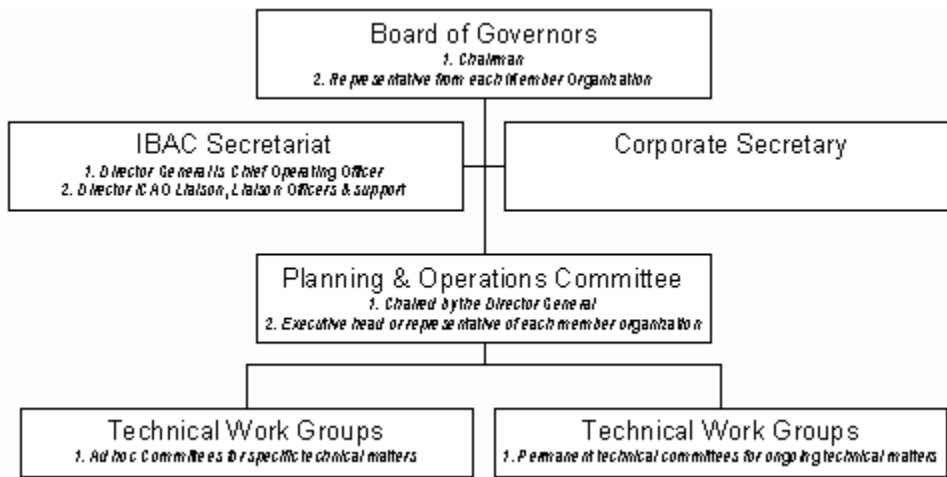 Board of Governors
1. Chairman
2. Representative from each Member Organization
IBAC Secretariat
1. Director General is Chief Operating Officer
2. Director ICAO Liaison, Liaison Officers & support
Corporate Secretary
Planning & Operations Committee
1. Chaired by the Director General
2. Executive head or representative of each member organization
Technical Work Groups
1. Ad hoc Committees for specific technical matters
Technical Work Groups
1. Permanent technical committees for ongoing technical matters